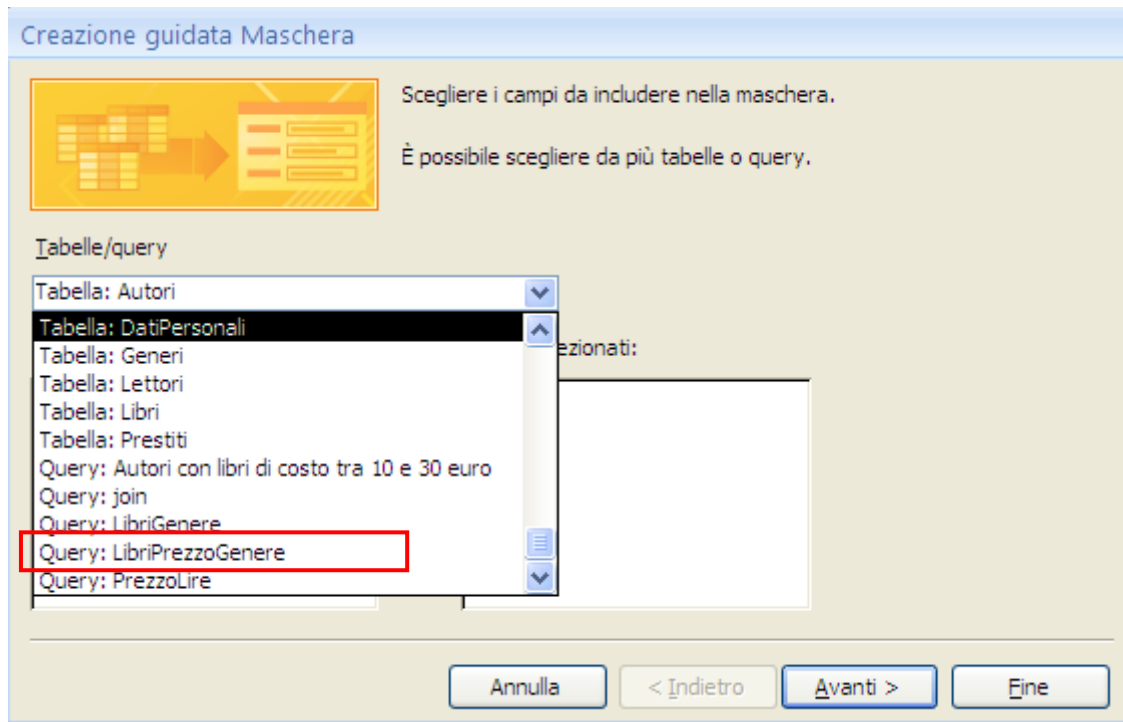 Creazione guidata Maschera
Scegliere i campi da includere nella maschera.
È possibile scegliere da più tabelle o query.
Tabelle/query
Tabella: Autori
Tabella: DatiPersonali
Tabella: Generi
ezionati:
Tabella: Lettori
Tabella: Libri
Tabella: Prestiti
Query: Autori con libri di costo tra 10 e 30 euro
Query: join
Query: LibriGenere
Query: LibriPrezzoGenere
Query: PrezzoLire
Annulla
< Indietro
Avanti >
Fine